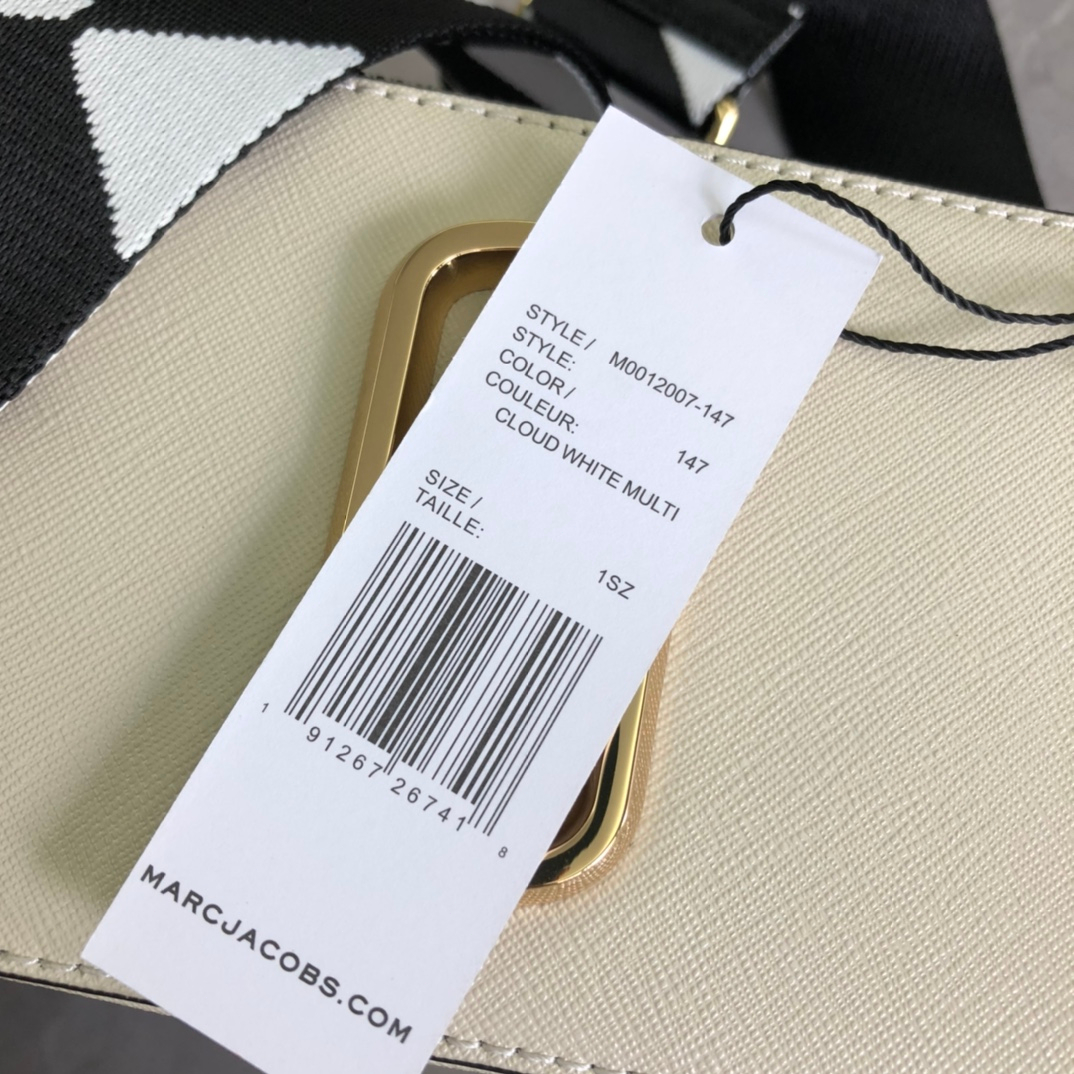 STYLE /
STYLE: M0012007-147
COLOR /
COULEUR: 147
CLOUD WHITE MULTI
SIZE /
TAILLE:
1SZ
1 91267 26741 8
MARCJACOBS.COM